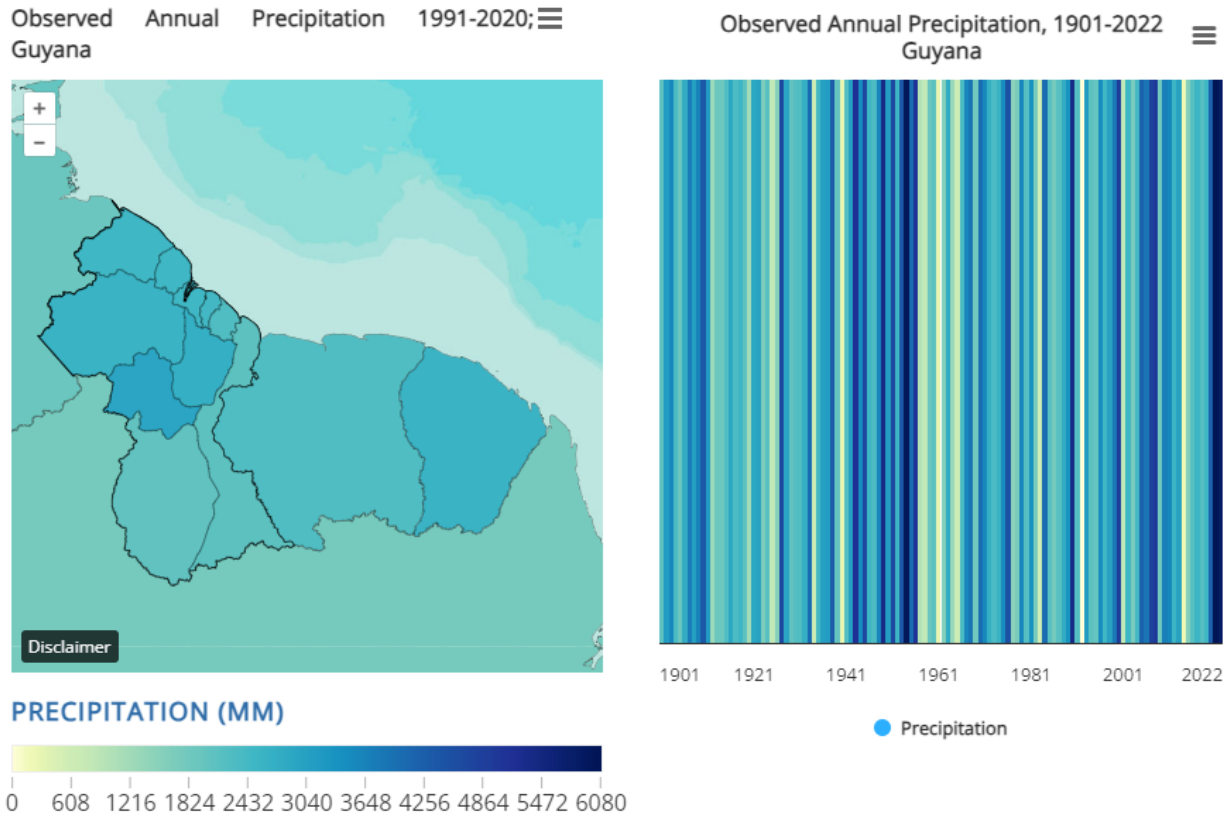 Observed Annual Precipitation 1991-2020;
Guyana
+
−
Disclaimer
PRECIPITATION (MM)
0 608 1216 1824 2432 3040 3648 4256 4864 5472 6080
Observed Annual Precipitation, 1901-2022
Guyana
1901 1921 1941 1961 1981 2001 2022
Precipitation